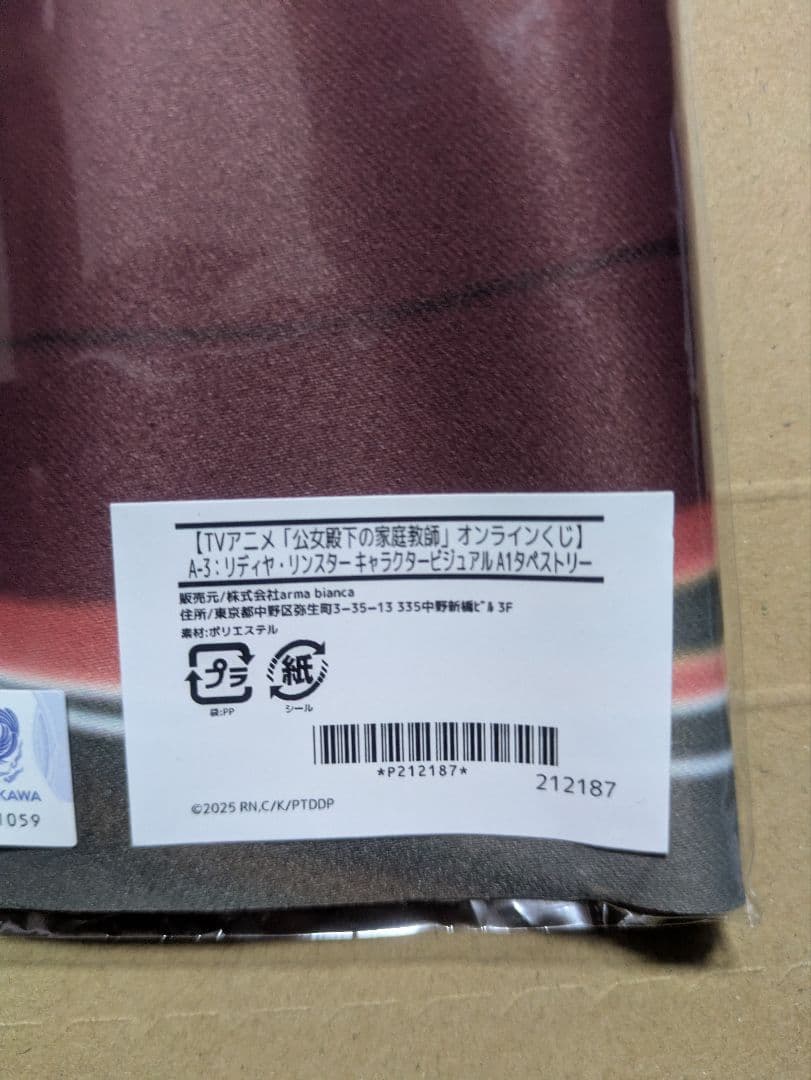 【TVアニメ「公女殿下の家庭教師」オンラインくじ】
A-3：リディヤ・リンスター キャラクタービジュアル A1タペストリー
販売元/株式会社arma bianca
住所/東京都中野区弥生町3-35-13 335中野新橋ﾋﾞﾙ 3F
素材:ポリエステル
プラ 紙
袋:PP シール
*P212187*
212187
©2025 RN,C/K/PTDDP
KAWA
1059